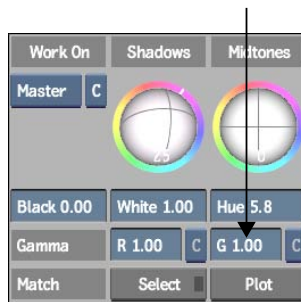 Work On Shadows Midtones
Master C
25 0
Black 0.00 White 1.00 Hue 5.8
Gamma R 1.00 C G 1.00 C
Match Select Plot